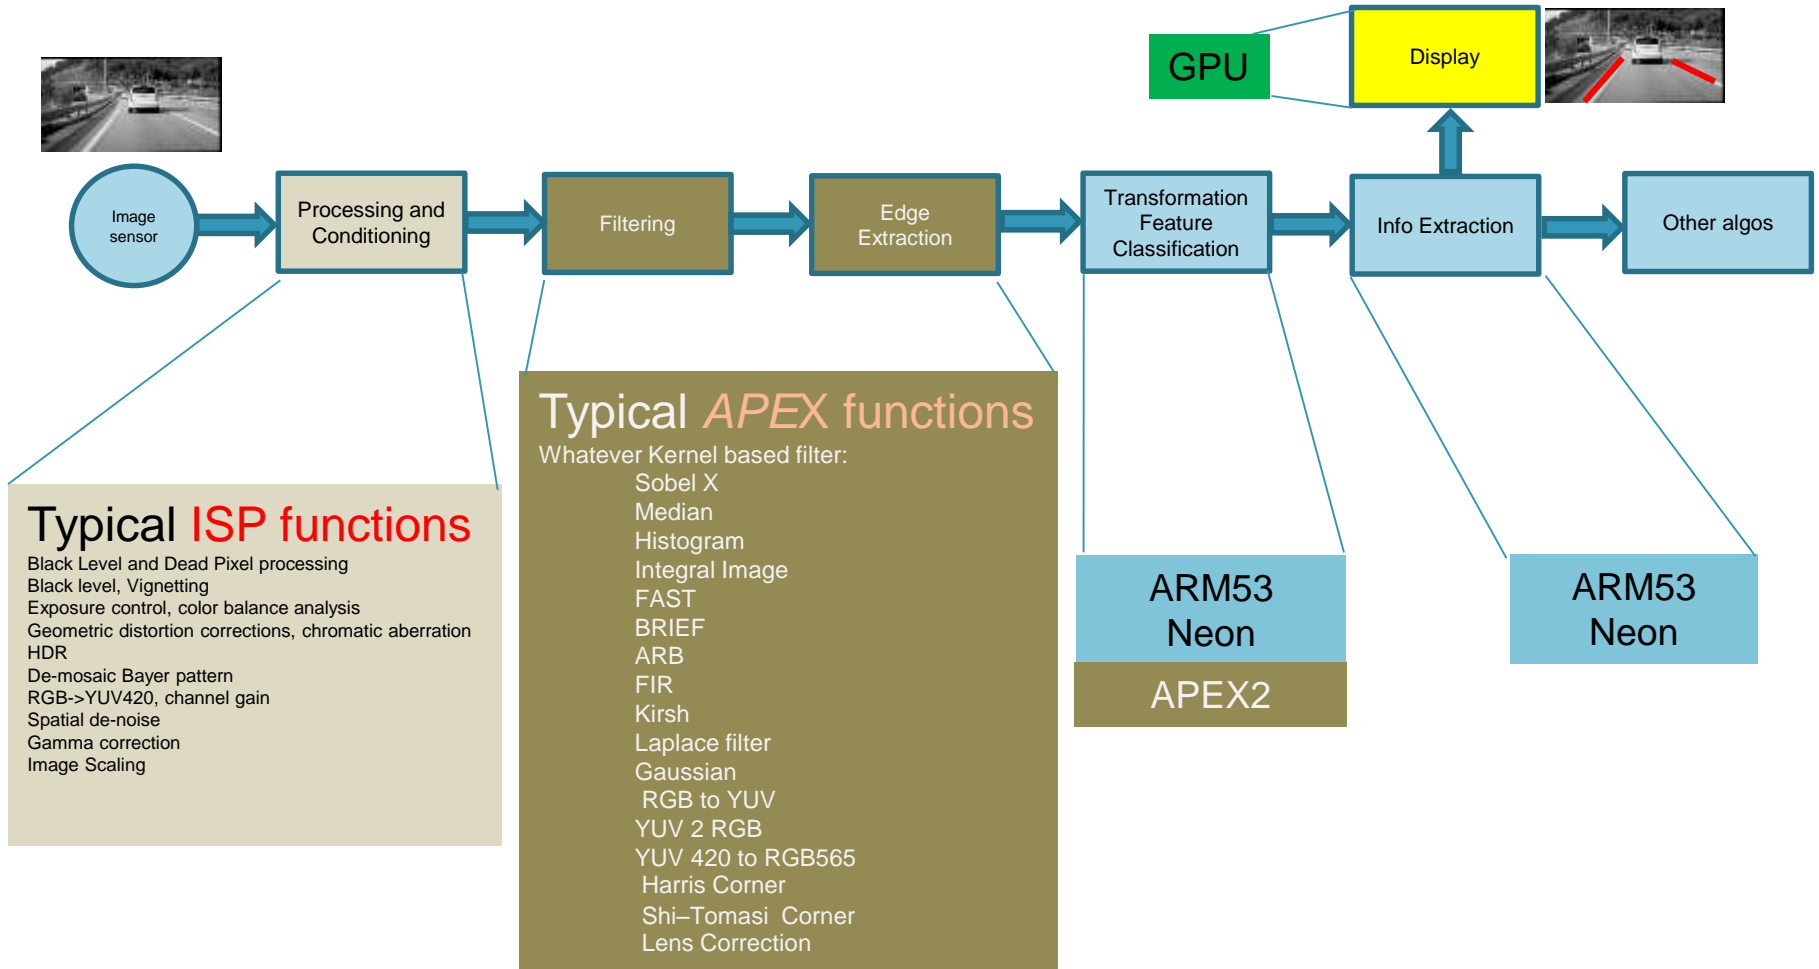 GPU
Display
Image
sensor
Processing and
Conditioning
Filtering
Edge
Extraction
Transformation
Feature
Classification
Info Extraction
Other algos
Typical ISP functions
Black Level and Dead Pixel processing
Black level, Vignetting
Exposure control, color balance analysis
Geometric distortion corrections, chromatic aberration
HDR
De-mosaic Bayer pattern
RGB->YUV420, channel gain
Spatial de-noise
Gamma correction
Image Scaling
Typical APEX functions
Whatever Kernel based filter:
Sobel X
Median
Histogram
Integral Image
FAST
BRIEF
ARB
FIR
Kirsh
Laplace filter
Gaussian
RGB to YUV
YUV 2 RGB
YUV 420 to RGB565
Harris Corner
Shi–Tomasi Corner
Lens Correction
ARM53
Neon
APEX2
ARM53
Neon